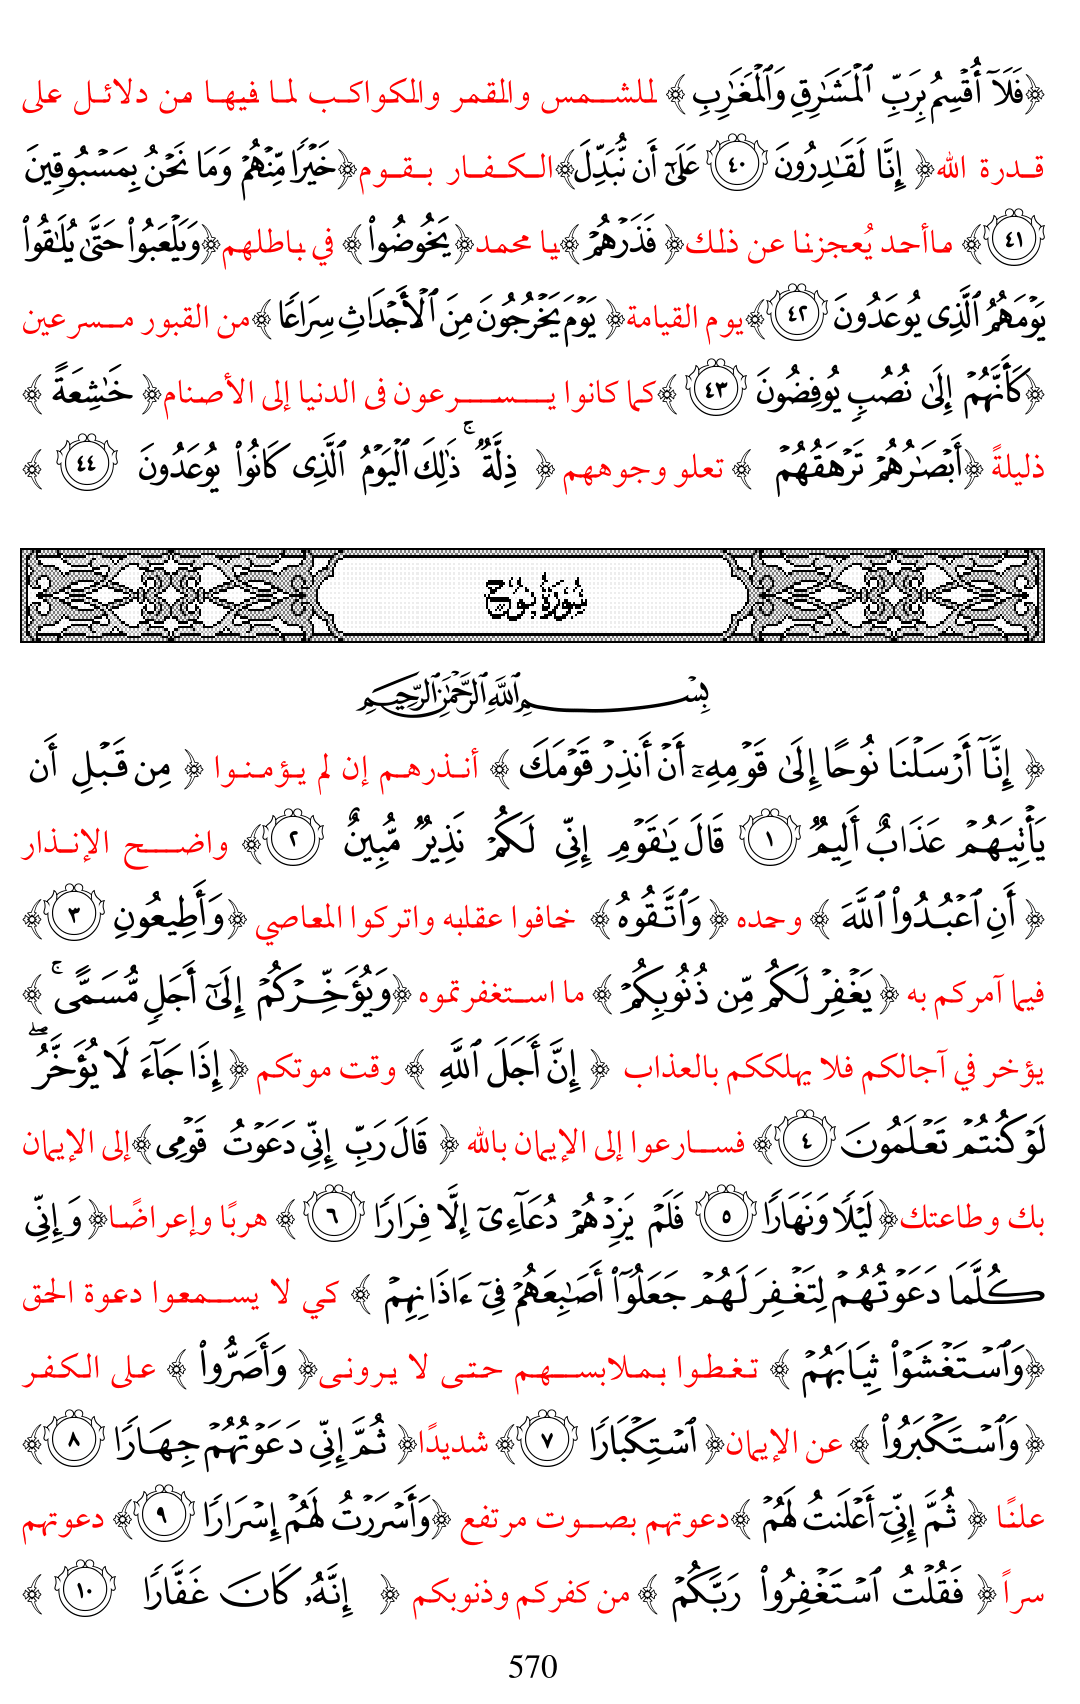 ﴿فَلَآ أُقْسِمُ بِرَبِّ ٱلْمَشَٰرِقِ وَٱلْمَغَٰرِبِ ﴾ للشمس والقمر والكواكب لما فيها من دلائل على
قدرة الله﴿ إِنَّا لَقَٰدِرُونَ ٤٠ عَلَىٰٓ أَن نُّبَدِّلَ﴾الكفار بقوم﴿خَيْرًا مِّنْهُمْ وَمَا نَحْنُ بِمَسْبُوقِينَ
٤١﴾ ماأحد يُعجزنا عن ذلك﴿ فَذَرْهُمْ﴾يا محمد﴿يَخُوضُوا۟ ﴾ في باطلهم﴿وَيَلْعَبُوا۟ حَتَّىٰ يُلَٰقُوا۟
يَوْمَهُمُ ٱلَّذِى يُوعَدُونَ ٤٢﴾يوم القيامة﴿ يَوْمَ يَخْرُجُونَ مِنَ ٱلْأَجْدَاثِ سِرَاعًا ﴾من القبور مسرعين
﴿كَأَنَّهُمْ إِلَىٰ نُصُبٍ يُوفِضُونَ ٤٣ ﴾كما كانوا يسرعون فى الدنيا إلى الأصنام﴿ خَٰشِعَةً ﴾
ذليلةً ﴿أَبْصَٰرُهُمْ تَرْهَقُهُمْ ﴾ تعلو وجوههم ﴿ ذِلَّةٌ ۚ ذَٰلِكَ ٱلْيَوْمُ ٱلَّذِى كَانُوا۟ يُوعَدُونَ ٤٤ ﴾
سُورَةُ نُوحٍ
بِسْمِ ٱللَّهِ ٱلرَّحْمَٰنِ ٱلرَّحِيمِ
﴿ إِنَّآ أَرْسَلْنَا نُوحًا إِلَىٰ قَوْمِهِۦٓ أَنْ أَنذِرْ قَوْمَكَ ﴾ أنذرهم إن لم يؤمنوا ﴿ مِن قَبْلِ أَن
يَأْتِيَهُمْ عَذَابٌ أَلِيمٌ ١ قَالَ يَٰقَوْمِ إِنِّى لَكُمْ نَذِيرٌ مُّبِينٌ ٢﴾ واضح الإنذار
﴿ أَنِ ٱعْبُدُوا۟ ٱللَّهَ ﴾ وحده ﴿ وَٱتَّقُوهُ﴾ خافوا عقلبه واتركوا المعاصي ﴿وَأَطِيعُونِ ٣﴾
فيما آمركم به ﴿يَغْفِرْ لَكُم مِّن ذُنُوبِكُمْ ﴾ ما استغفرتموه ﴿وَيُؤَخِّرْكُمْ إِلَىٰٓ أَجَلٍ مُّسَمًّى ۚ ﴾
يؤخر في آجالكم فلا يهلككم بالعذاب ﴿ إِنَّ أَجَلَ ٱللَّهِ ﴾ وقت موتكم ﴿ إِذَا جَآءَ لَا يُؤَخَّرُ ۖ
لَوْ كُنتُمْ تَعْلَمُونَ ٤﴾ فسارعوا إلى الإيمان بالله ﴿ قَالَ رَبِّ إِنِّى دَعَوْتُ قَوْمِى﴾إلى الإيمان
بك وطاعتك﴿لَيْلًا وَنَهَارًا ٥ فَلَمْ يَزِدْهُمْ دُعَآءِىٓ إِلَّا فِرَارًا ٦ ﴾ هربًا وإعراضًا﴿وَإِنِّى
كُلَّمَا دَعَوْتُهُمْ لِتَغْفِرَ لَهُمْ جَعَلُوٓا۟ أَصَٰبِعَهُمْ فِىٓ ءَاذَانِهِمْ ﴾ كي لا يسمعوا دعوة الحق
﴿وَٱسْتَغْشَوْا۟ ثِيَابَهُمْ ﴾ تغطوا بملابسهم حتى لا يرونى﴿ وَأَصَرُّوا۟ ﴾ على الكفر
﴿ وَٱسْتَكْبَرُوا۟ ﴾ عن الإيمان﴿ ٱسْتِكْبَارًا ٧﴾ شديدًا﴿ ثُمَّ إِنِّى دَعَوْتُهُمْ جِهَارًا ٨﴾
علنًا ﴿ ثُمَّ إِنِّىٓ أَعْلَنتُ لَهُمْ ﴾دعوتهم بصوت مرتفع ﴿وَأَسْرَرْتُ لَهُمْ إِسْرَارًا ٩﴾ دعوتهم
سراً ﴿ فَقُلْتُ ٱسْتَغْفِرُوا۟ رَبَّكُمْ ﴾ من كفركم وذنوبكم ﴿ إِنَّهُۥ كَانَ غَفَّارًا ١٠ ﴾
570